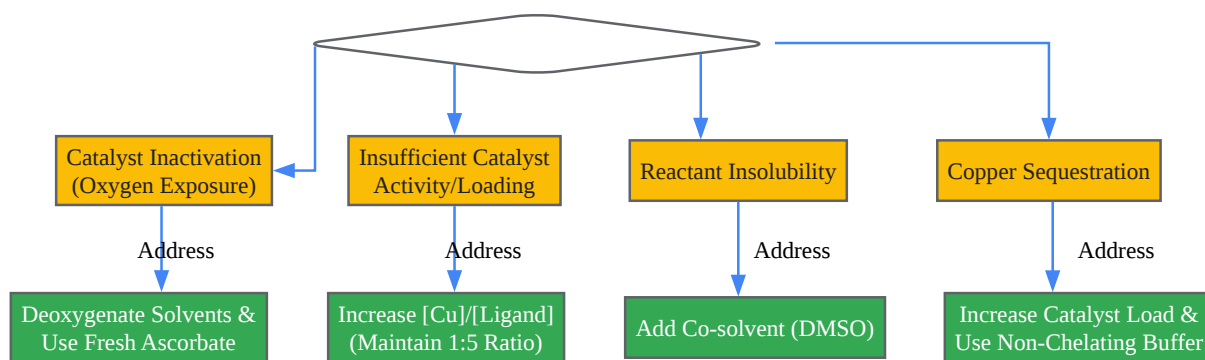 Catalyst Inactivation
(Oxygen Exposure)
Insufficient Catalyst
Activity/Loading
Reactant Insolubility
Copper Sequestration
Address
Address
Address
Address
Deoxygenate Solvents &
Use Fresh Ascorbate
Increase [Cu]/[Ligand]
(Maintain 1:5 Ratio)
Add Co-solvent (DMSO)
Increase Catalyst Load &
Use Non-Chelating Buffer